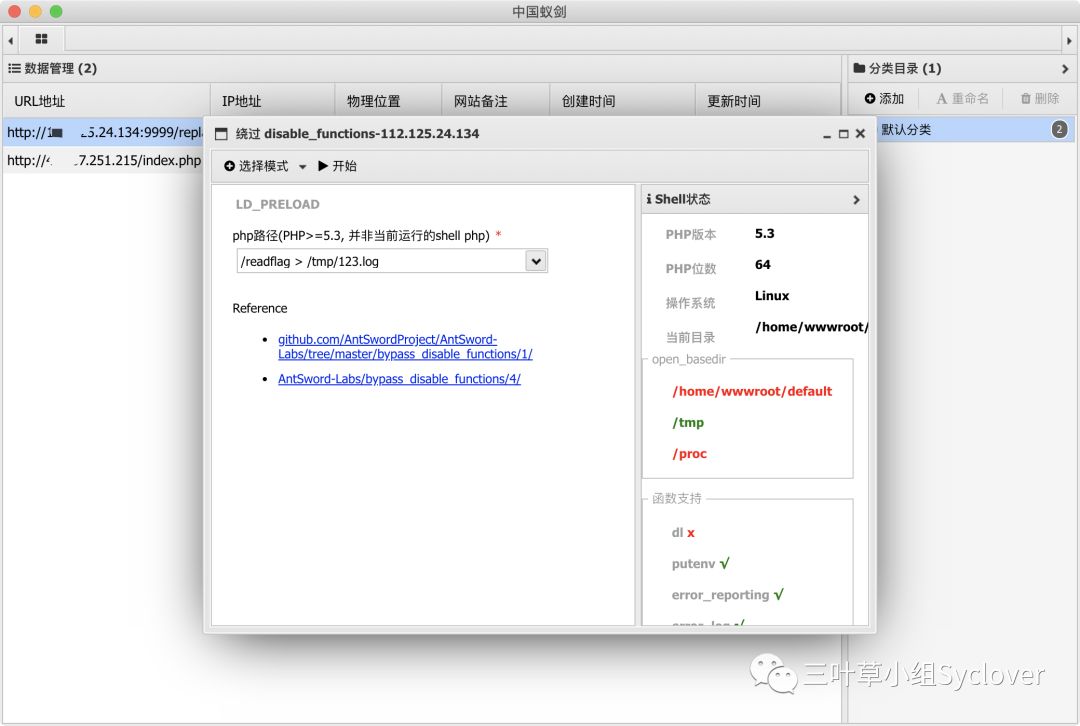 中国蚁剑
数据管理 (2)
分类目录 (1)
URL地址 IP地址 物理位置 网站备注 创建时间 更新时间
添加 重命名 删除
http://1 .5.24.134:9999/repl
http://4 7.251.215/index.php
默认分类 2
绕过 disable_functions-112.125.24.134
选择模式 开始
LD_PRELOAD
php路径(PHP>=5.3, 并非当前运行的shell php) *
/readflag > /tmp/123.log
Reference
github.com/AntSwordProject/AntSword-
Labs/tree/master/bypass_disable_functions/1/
AntSword-Labs/bypass_disable_functions/4/
Shell状态
PHP版本 5.3
PHP位数 64
操作系统 Linux
当前目录 /home/wwwroot/
open_basedir
/home/wwwroot/default
/tmp
/proc
函数支持
dl x
putenv √
error_reporting √
error_log √
三叶草小组Syclover